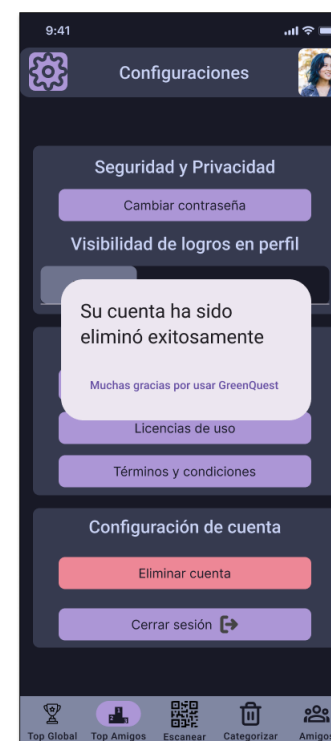 9:41
Configuraciones
Seguridad y Privacidad
Cambiar contraseña
Visibilidad de logros en perfil
Su cuenta ha sido
eliminó exitosamente
Muchas gracias por usar GreenQuest
Licencias de uso
Términos y condiciones
Configuración de cuenta
Eliminar cuenta
Cerrar sesión
Top Global Top Amigos Escanear Categorizar Amigos